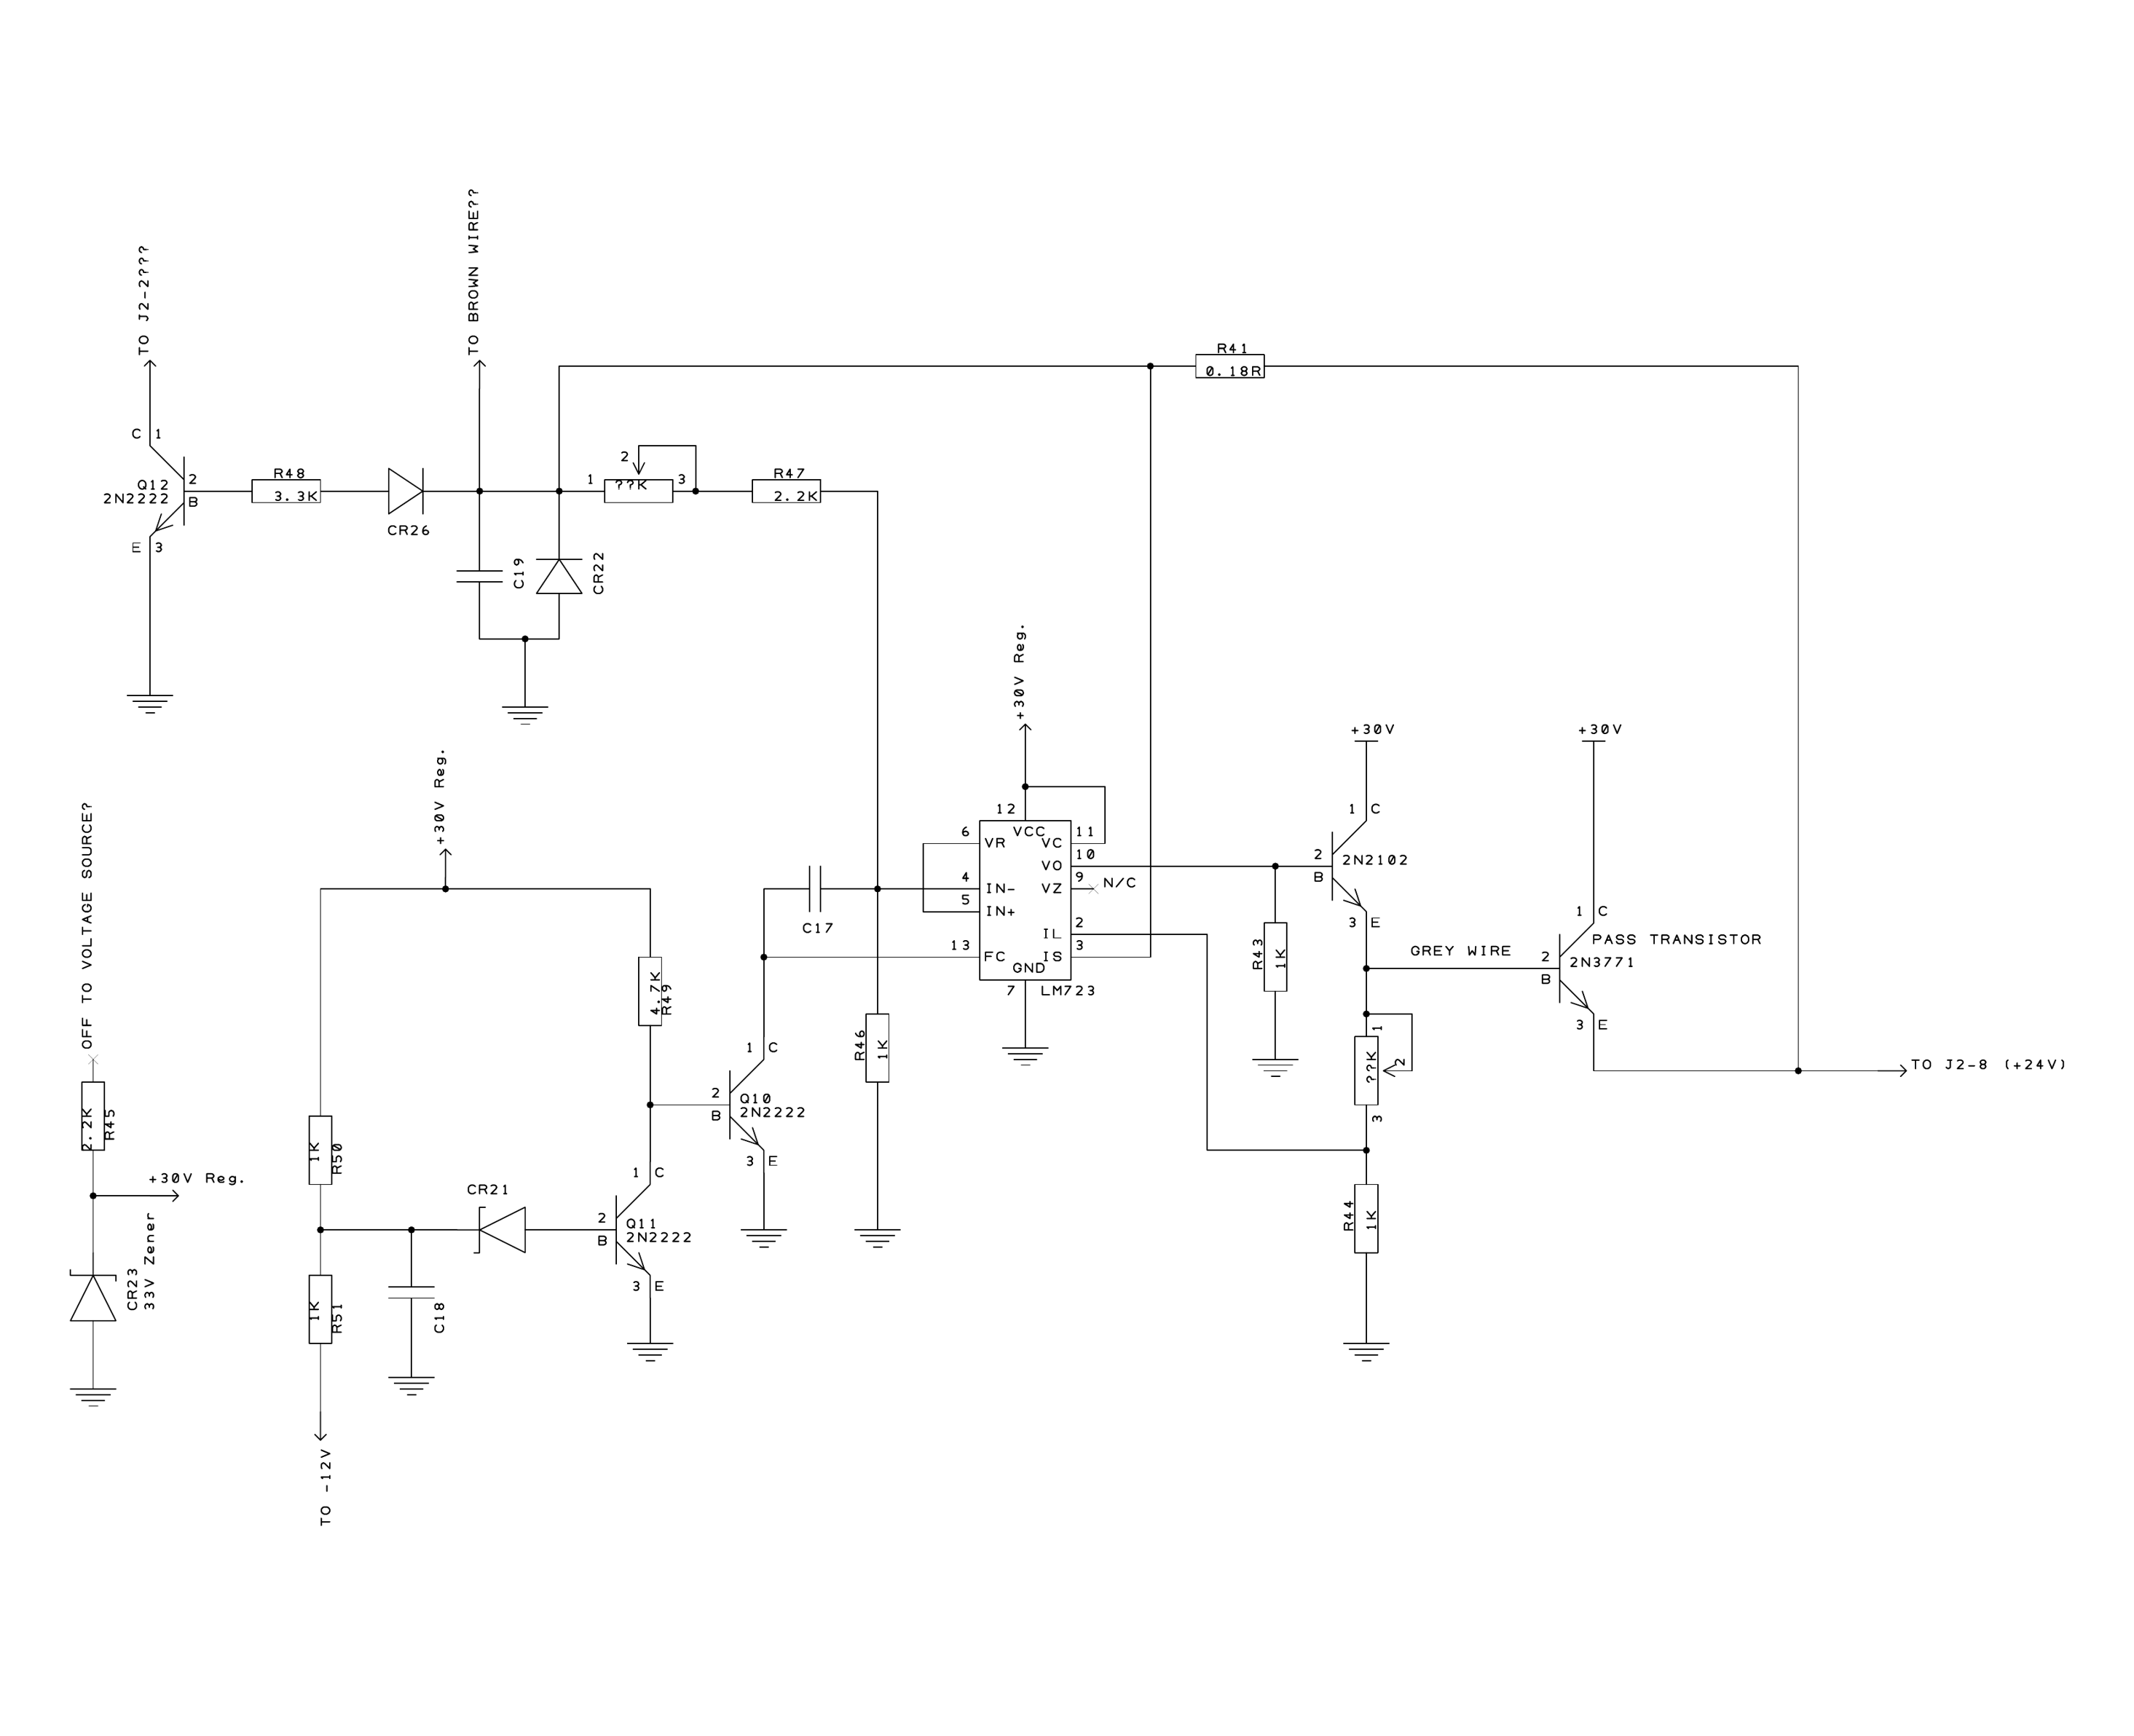 TO J2-2????
TO BROWN WIRE??
R41
0.18R
C 1
2
Q12
2N2222
B
E 3
R48
3.3K
CR26
1
2
??K
3
R47
2.2K
C19
CR22
+30V Reg.
+30V Reg.
OFF TO VOLTAGE SOURCE?
+30V
+30V
12
6
VR
VCC
VC
11
10
VO
4
IN-
VZ
9
N/C
5
IN+
IL
2
13
FC
IS
3
GND
7
LM723
C17
1 C
2
2N2102
B
3 E
R43
1K
GREY WIRE
1 C
PASS TRANSISTOR
2
2N3771
B
3 E
TO J2-8 (+24V)
1
??K
2
3
R44
1K
R46
1K
4.7K
R49
1 C
2
Q10
2N2222
B
3 E
2.2K
R45
+30V Reg.
CR23
33V Zener
1K
R50
CR21
1 C
2
Q11
2N2222
B
3 E
1K
R51
C18
TO -12V